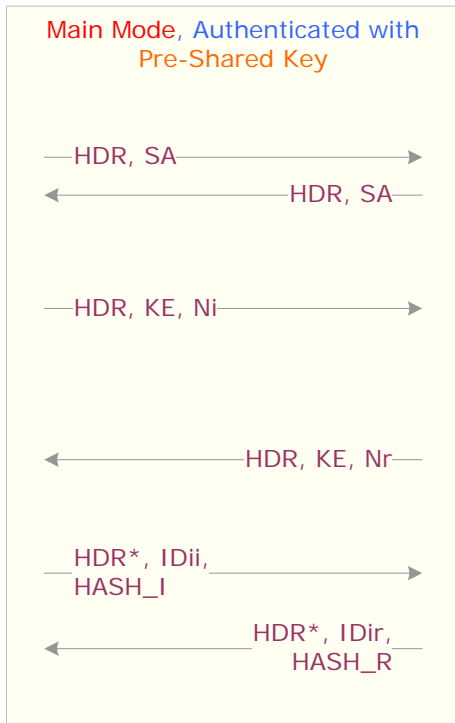 Main Mode, Authenticated with
Pre-Shared Key
HDR, SA
HDR, SA
HDR, KE, Ni
HDR, KE, Nr
HDR*, IDii,
HASH_I
HDR*, IDir,
HASH_R